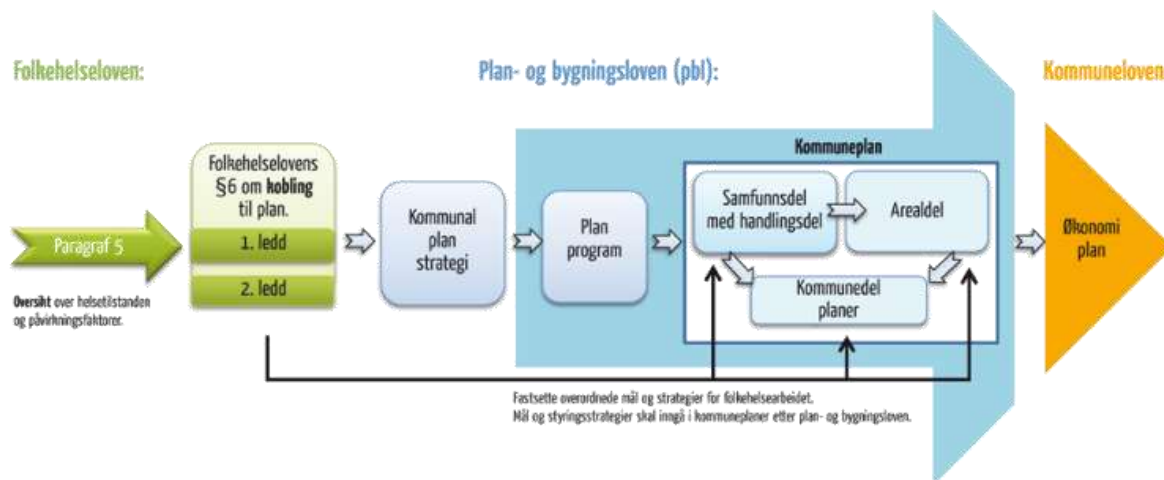 Folkehelseloven:
Plan- og bygningsloven (pbl):
Kommuneloven
Paragraf 5
Oversikt over helsetilstanden
og påvirkningsfaktorer.
Folkehelselovens
§6 om kobling
til plan.
1. ledd
2. ledd
Kommunal
plan
strategi
Plan
program
Kommuneplan
Samfunnsdel
med handlingsdel
Arealdel
Kommunedel
planer
Økonomi
plan
Fastsette overordnede mål og strategier for folkehelsearbeidet.
Mål og styringsstrategier skal inngå i kommuneplaner etter plan- og bygningsloven.